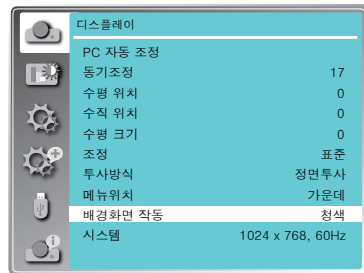 디스플레이
PC 자동 조정
동기조정 17
수평 위치 0
수직 위치 0
수평 크기 0
조정 표준
투사방식 정면투사
메뉴위치 가운데
배경화면 작동 청색
시스템 1024 x 768, 60Hz